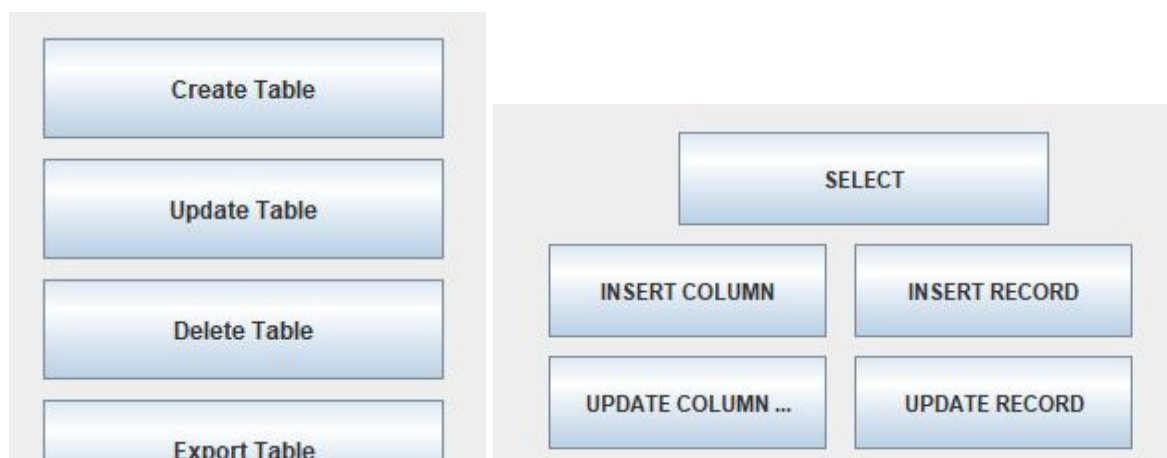 Create Table
Update Table
Delete Table
Export Table
SELECT
INSERT COLUMN
INSERT RECORD
UPDATE COLUMN ...
UPDATE RECORD